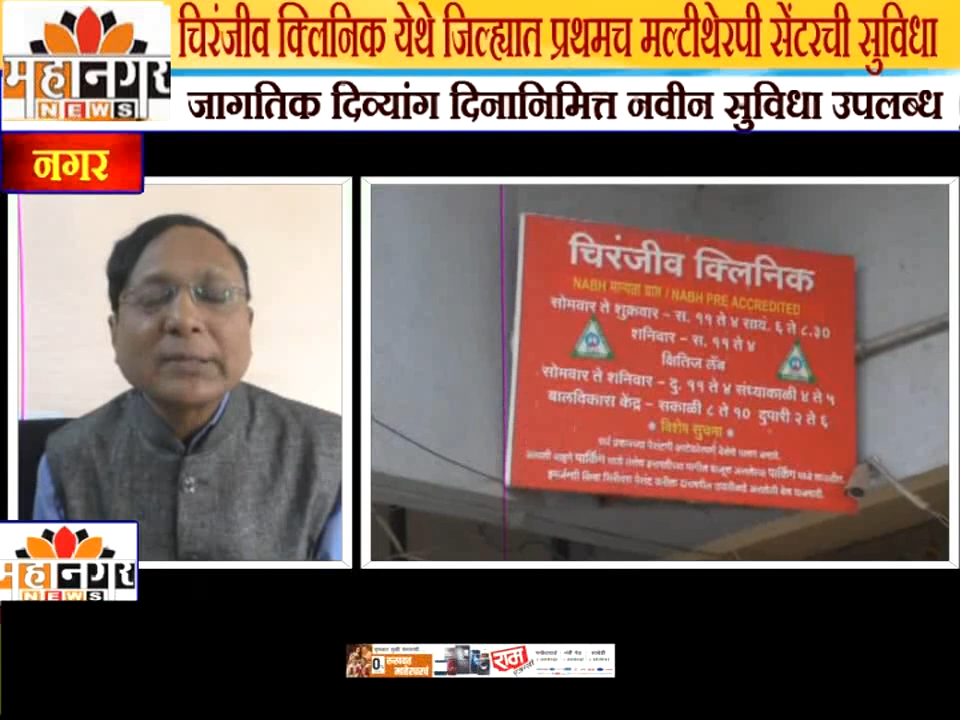 चिरंजीव क्लिनिक येथे जिल्ह्यात प्रथमच मल्टीथेरपी सेंटरची सुविधा
महानगर
NEWS
जागतिक दिव्यांग दिनानिमित्त नवीन सुविधा उपलब्ध
नगर
चिरंजीव क्लिनिक
NABH मान्यता प्राप्त / NABH PRE ACCREDITED
सोमवार ते शुक्रवार – स. ११ ते ४ सायं. ६ ते ८.३०
शनिवार – स. ११ ते ४
क्षितिज लॅब
सोमवार ते शनिवार – दु. ११ ते ४ संध्याकाळी ४ ते ५
बालविकास केंद्र – सकाळी ८ ते १० दुपारी २ ते ६
विशेष सुचना
पार्किंग पार्किंग
महानगर
NEWS
राम